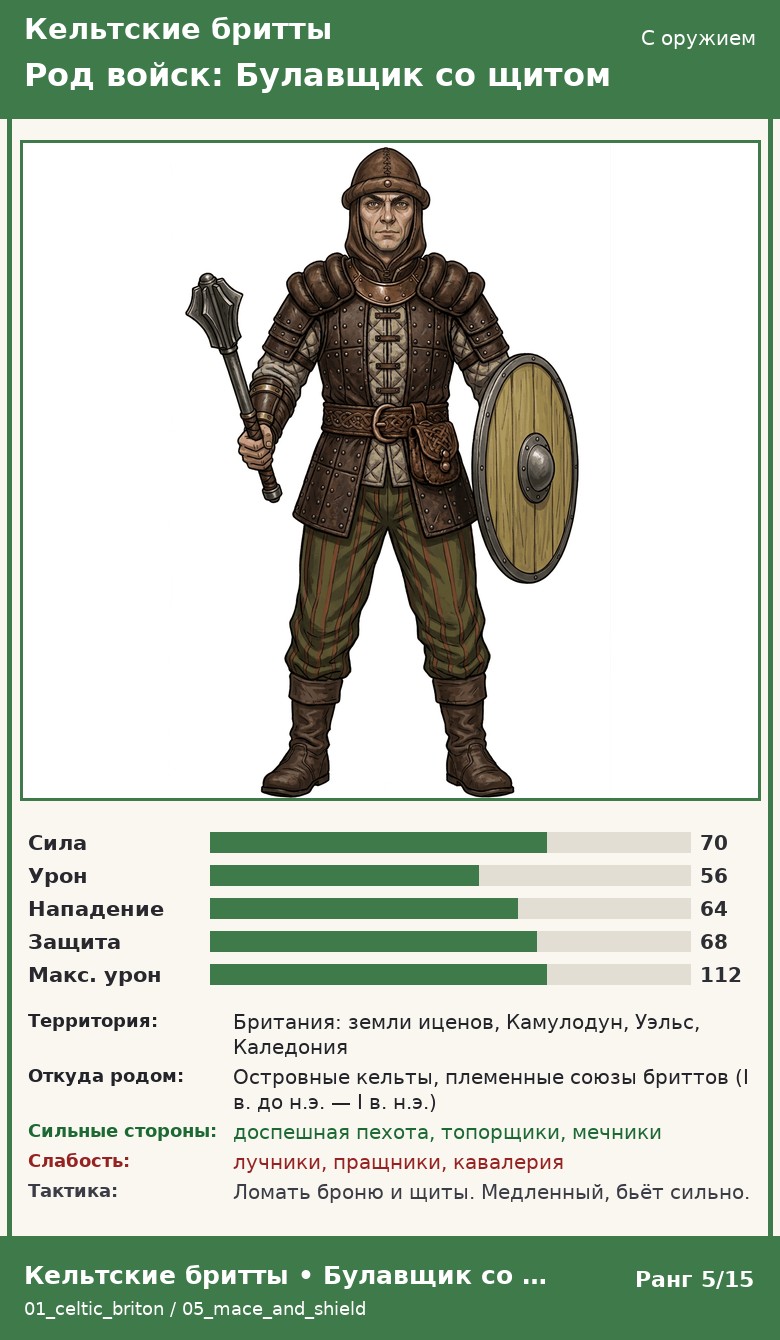 Кельтские бритты
С оружием
Род войск: Булавщик со щитом
Сила 70
Урон 56
Нападение 64
Защита 68
Макс. урон 112
Территория: Британия: земли иценов, Камулодун, Уэльс,
Каледония
Откуда родом: Островные кельты, племенные союзы бриттов (I
в. до н.э. — I в. н.э.)
Сильные стороны: доспешная пехота, топорщики, мечники
Слабость: лучники, пращники, кавалерия
Тактика: Ломать броню и щиты. Медленный, бьёт сильно.
Кельтские бритты • Булавщик со ...
Ранг 5/15
01_celtic_briton / 05_mace_and_shield